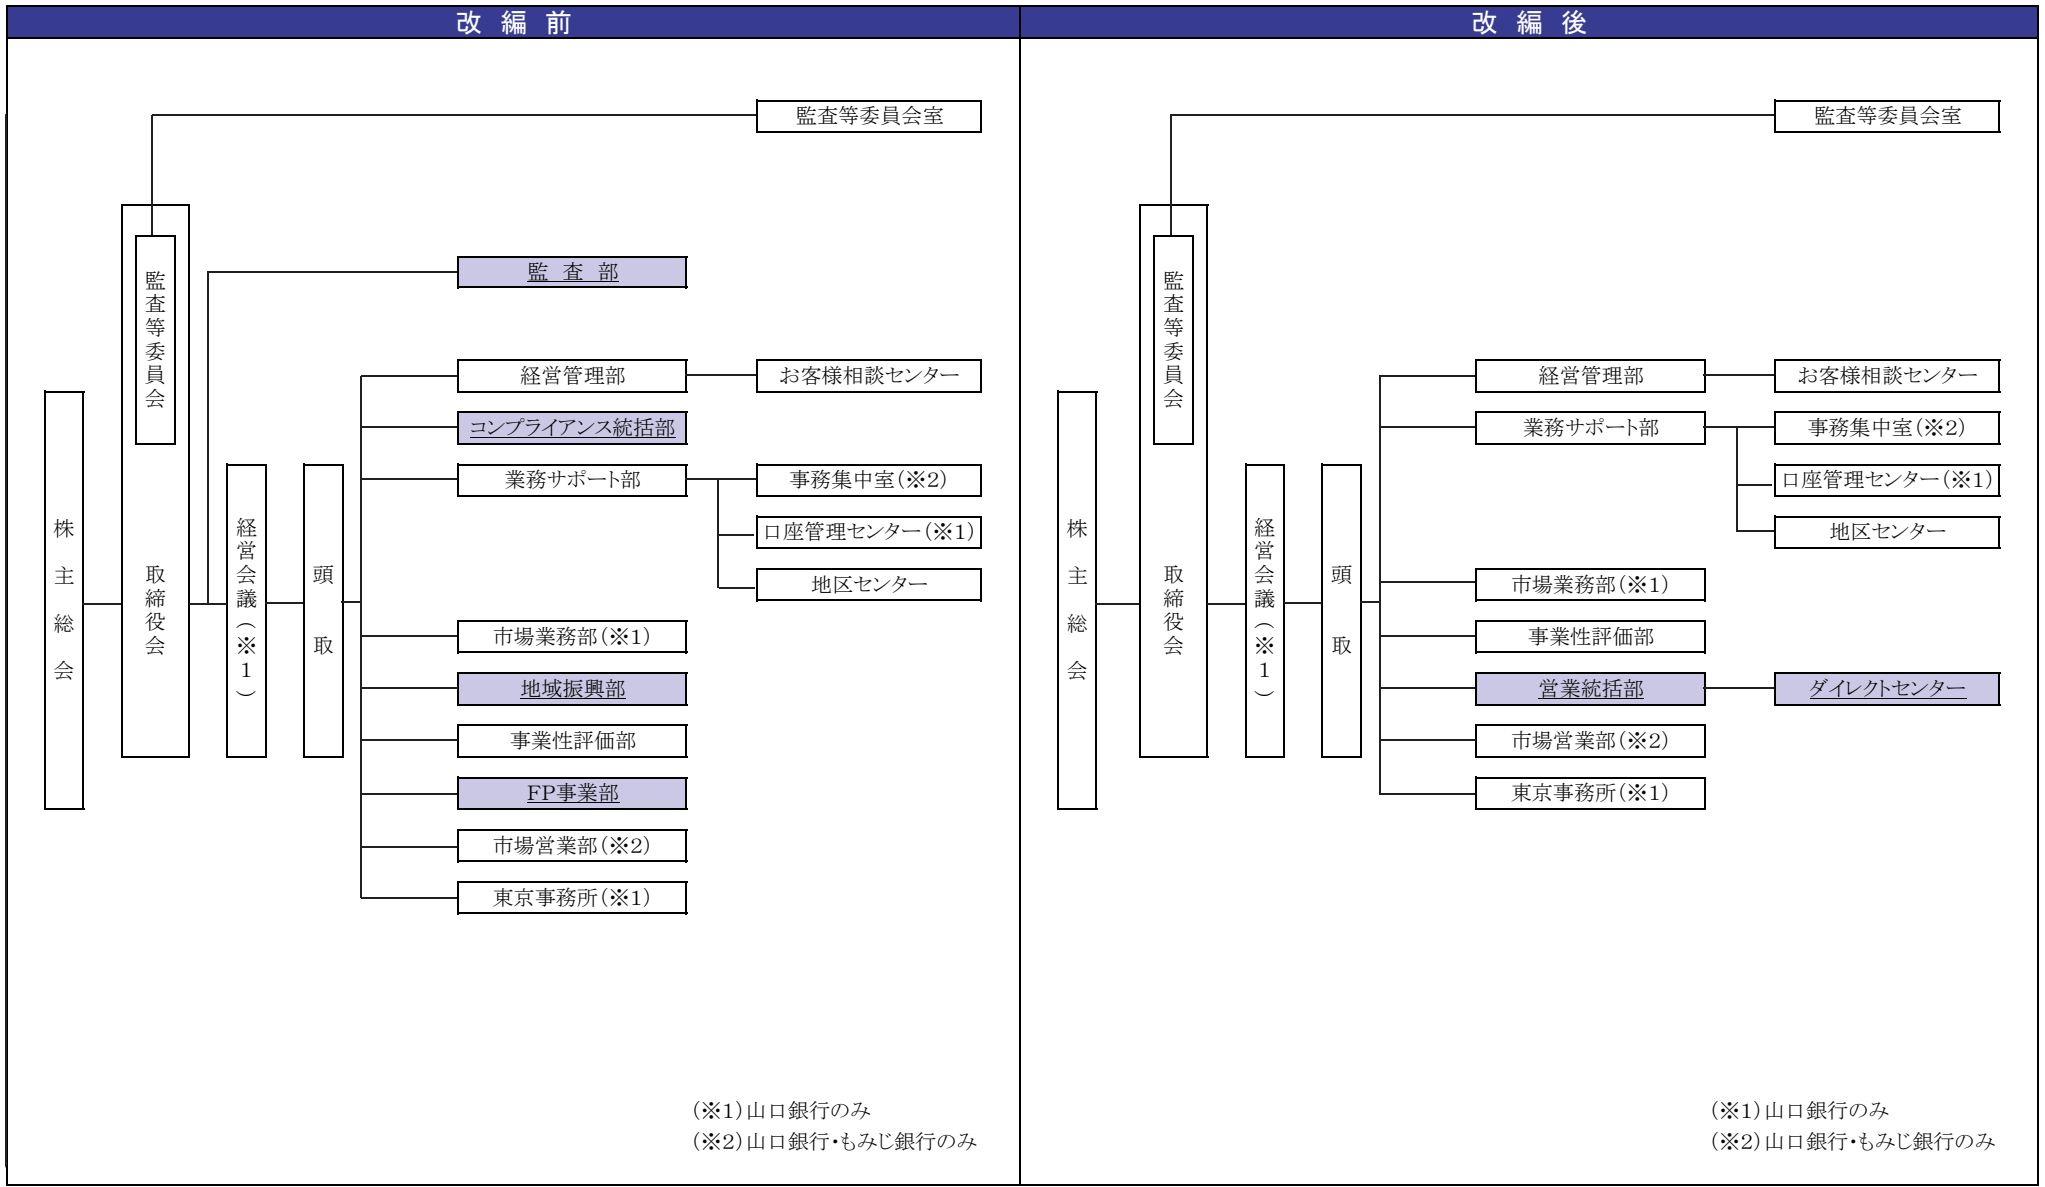 改編前
監査等委員会室
監査等委員会
監査部
経営管理部
お客様相談センター
コンプライアンス統括部
業務サポート部
事務集中室(※2)
口座管理センター(※1)
地区センター
株主総会
取締役会
経営会議(※1)
頭取
市場業務部(※1)
地域振興部
事業性評価部
FP事業部
市場営業部(※2)
東京事務所(※1)
(※1)山口銀行のみ
(※2)山口銀行・もみじ銀行のみ
改編後
監査等委員会室
監査等委員会
経営管理部
お客様相談センター
業務サポート部
事務集中室(※2)
口座管理センター(※1)
地区センター
株主総会
取締役会
経営会議(※1)
頭取
市場業務部(※1)
事業性評価部
営業統括部
ダイレクトセンター
市場営業部(※2)
東京事務所(※1)
(※1)山口銀行のみ
(※2)山口銀行・もみじ銀行のみ